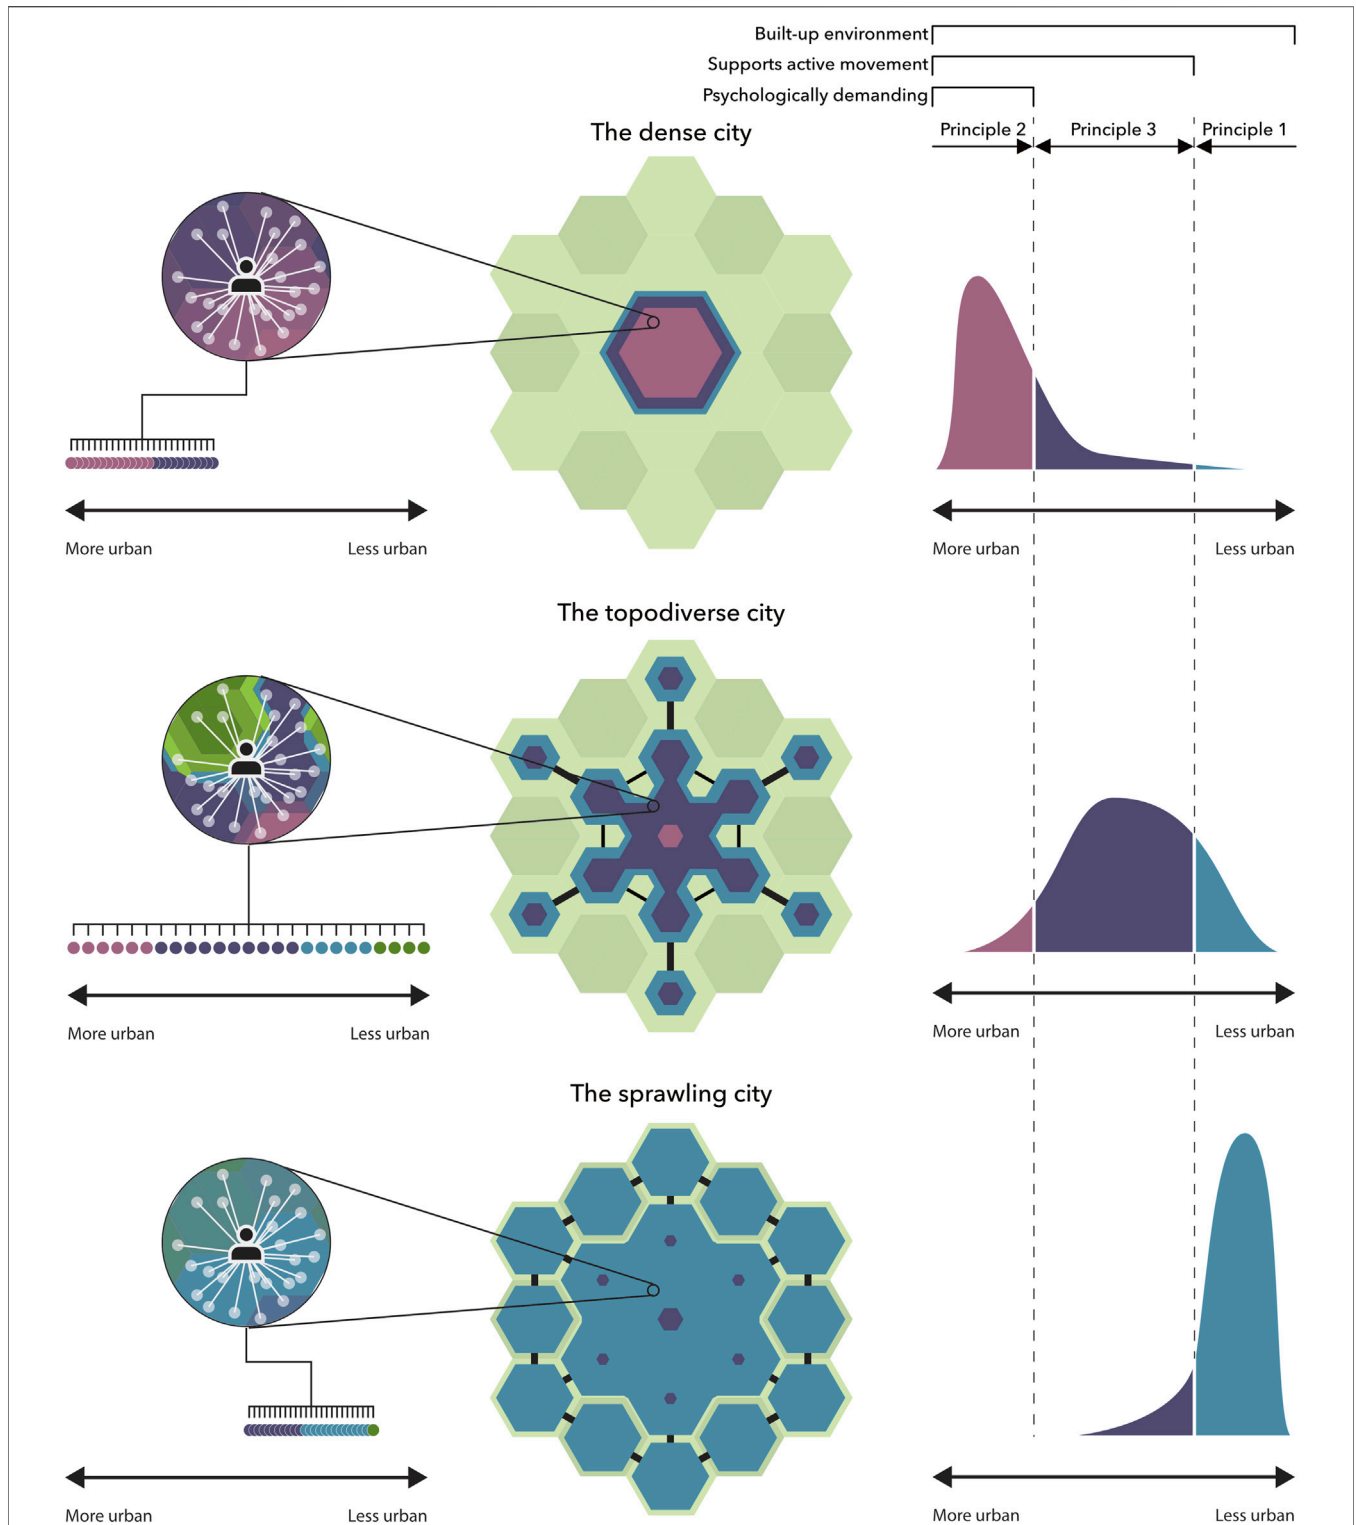 Built-up environment
Supports active movement
Psychologically demanding
Principle 2 Principle 3 Principle 1
The dense city
More urban Less urban
More urban Less urban
The topodiverse city
More urban Less urban
More urban Less urban
The sprawling city
More urban Less urban
More urban Less urban